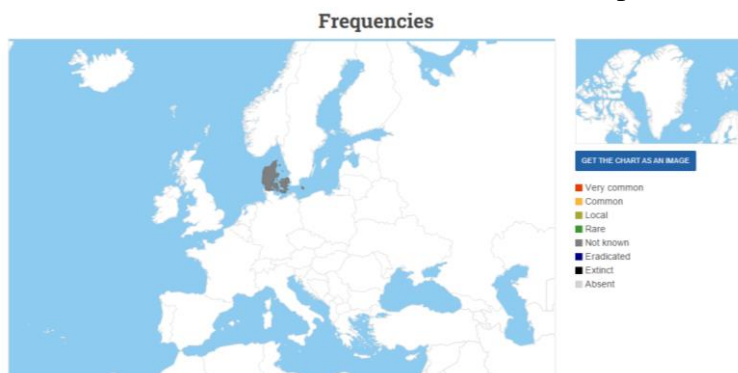 Frequencies
GET THE CHART AS AN IMAGE
Very common
Common
Local
Rare
Not known
Eradicated
Extinct
Absent